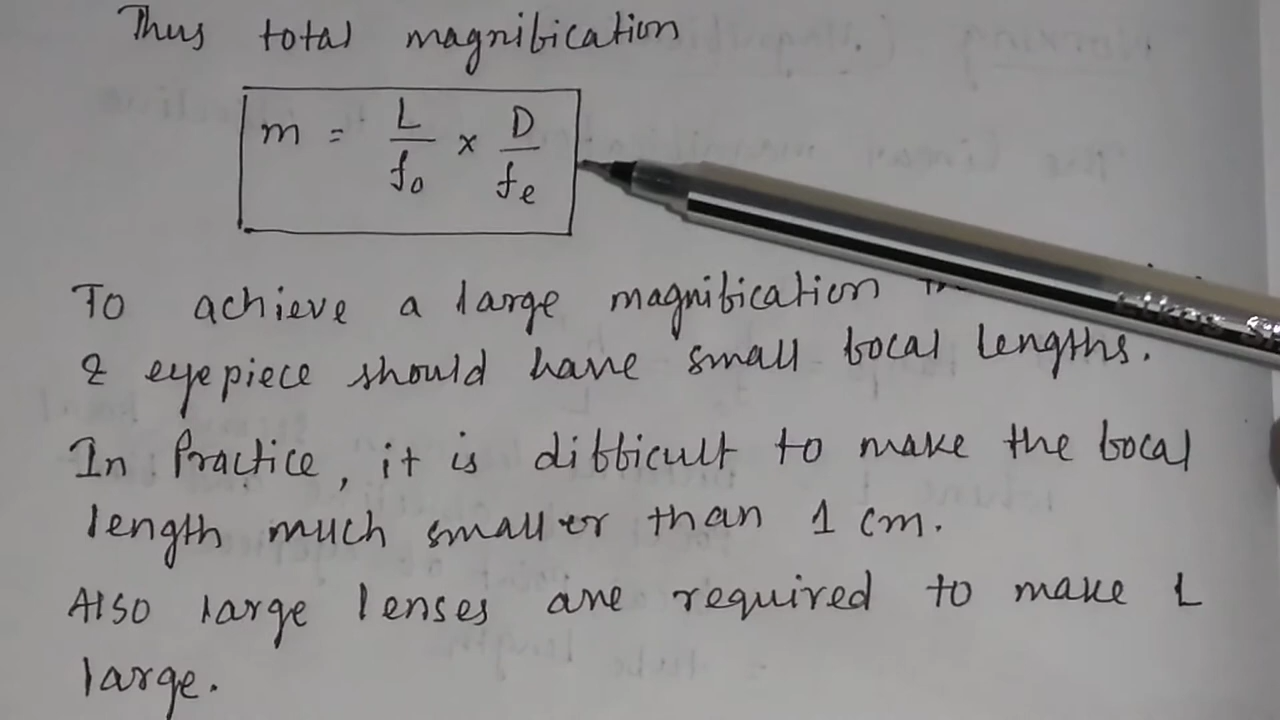 Thus total magnification
m = L/fo × D/fe
To achieve a large magnification
& eyepiece should have small focal lengths.
In Practice, it is difficult to make the focal
length much smaller than 1 cm.
Also large lenses are required to make L
large.